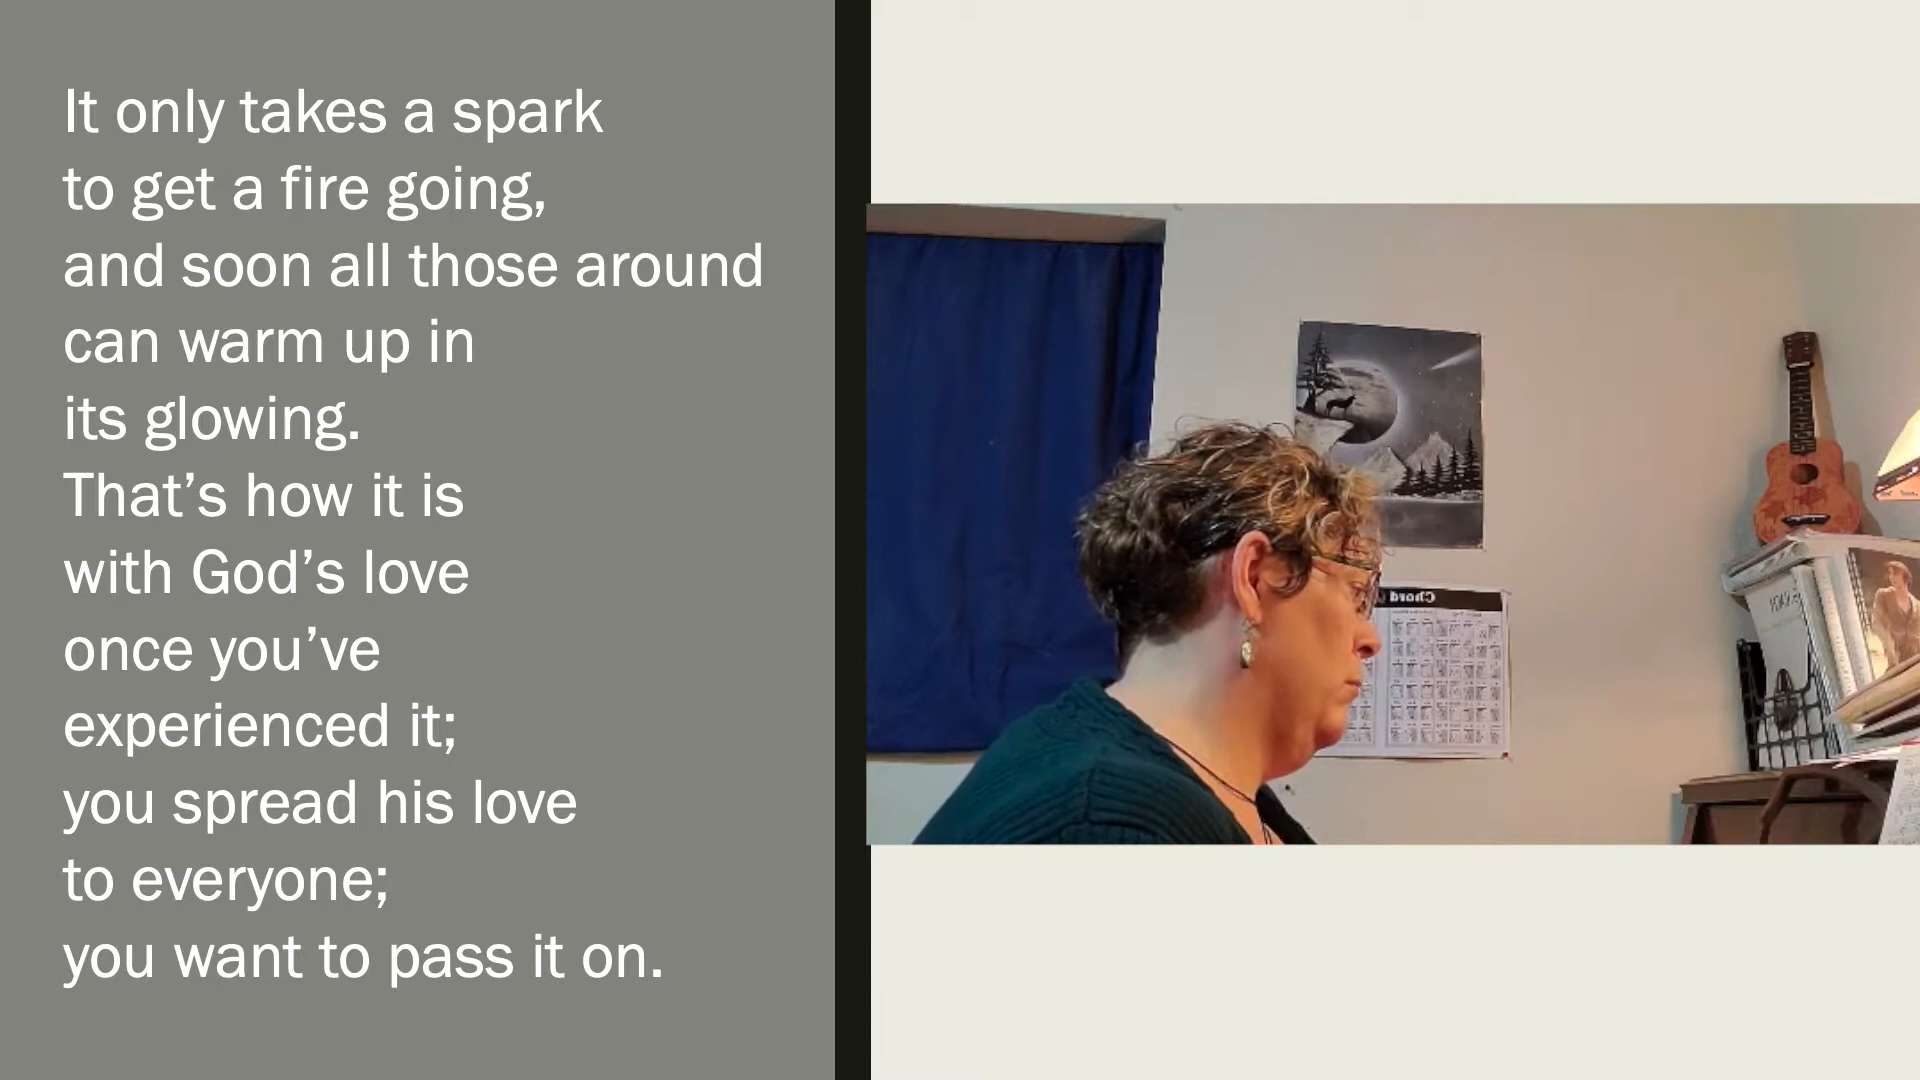 It only takes a spark
to get a fire going,
and soon all those around
can warm up in
its glowing.
That’s how it is
with God’s love
once you’ve
experienced it;
you spread his love
to everyone;
you want to pass it on.
Chord